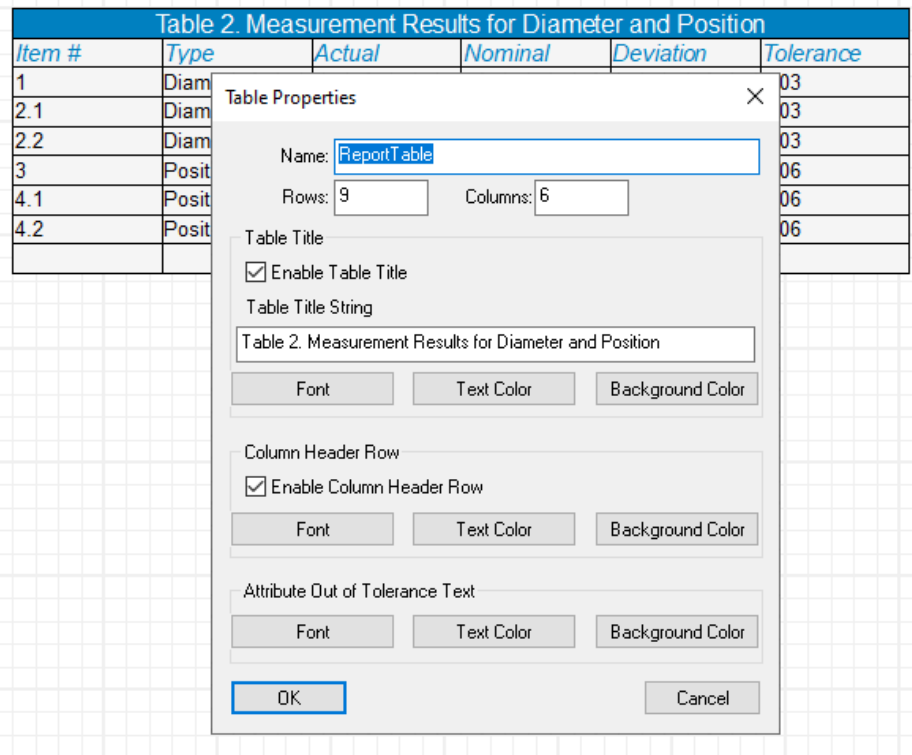 Table 2. Measurement Results for Diameter and Position
Item # Type Actual Nominal Deviation Tolerance
1 Diam 03
2.1 Diam 03
2.2 Diam 03
3 Posit 06
4.1 Posit 06
4.2 Posit 06
Table Properties
Name: ReportTable
Rows: 9 Columns: 6
Table Title
Enable Table Title
Table Title String
Table 2. Measurement Results for Diameter and Position
Font Text Color Background Color
Column Header Row
Enable Column Header Row
Font Text Color Background Color
Attribute Out of Tolerance Text
Font Text Color Background Color
OK Cancel